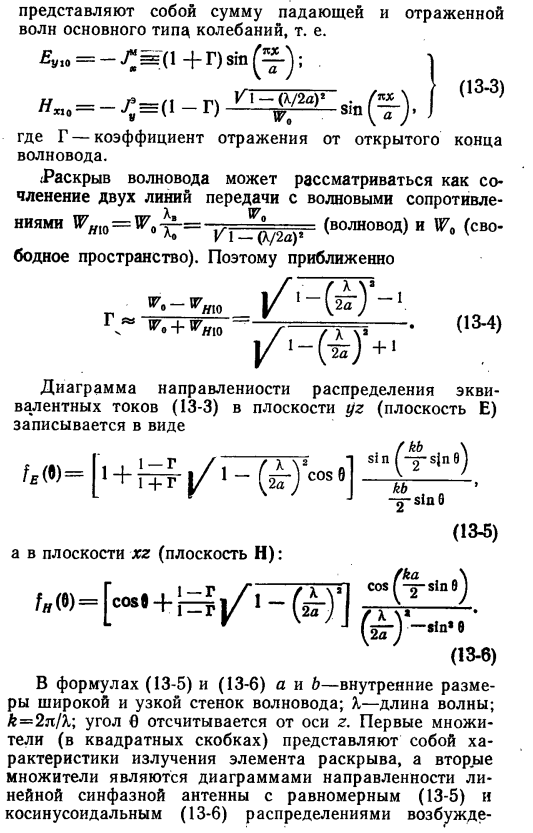 представляют собой сумму падающей и отраженной
волн основного типа колебаний, т. е.
E_{y10} = — J^м_x ≡ (1 + Г) sin (πx/a);
H_{x10} = — J^э_y ≡ (1 — Г) √(1 — (λ/2a)²) / W₀ sin (πx/a),
(13-3)
где Г — коэффициент отражения от открытого конца
волновода.
Раскрыв волновода может рассматриваться как со-
членение двух линий передачи с волновыми сопротивле-
ниями W_{H10} = W₀ λ_в/λ₀ = W₀ / √(1 — (λ/2a)²) (волновод) и W₀ (сво-
бодное пространство). Поэтому приближенно
Г ≈ (W₀ — W_{H10}) / (W₀ + W_{H10}) = (√(1 — (λ/2a)²) — 1) / (√(1 — (λ/2a)²) + 1). (13-4)
Диаграмма направленности распределения экви-
валентных токов (13-3) в плоскости yz (плоскость E)
записывается в виде
f_E(θ) = [1 + (1 — Г)/(1 + Г) √(1 — (λ/2a)²) cos θ] sin (kb/2 sin θ) / (kb/2 sin θ),
(13-5)
а в плоскости xz (плоскость H):
f_H(θ) = [cos θ + (1 — Г)/(1 — Г) √(1 — (λ/2a)²)] cos (ka/2 sin θ) / ((λ/2a)² — sin² θ).
(13-6)
В формулах (13-5) и (13-6) a и b—внутренние разме-
ры широкой и узкой стенок волновода; λ—длина волны;
k=2π/λ; угол θ отсчитывается от оси z. Первые множи-
тели (в квадратных скобках) представляют собой ха-
рактеристики излучения элемента раскрыва, а вторые
множители являются диаграммами направленности ли-
нейной синфазной антенны с равномерным (13-5) и
косинусоидальным (13-6) распределениями возбужде-